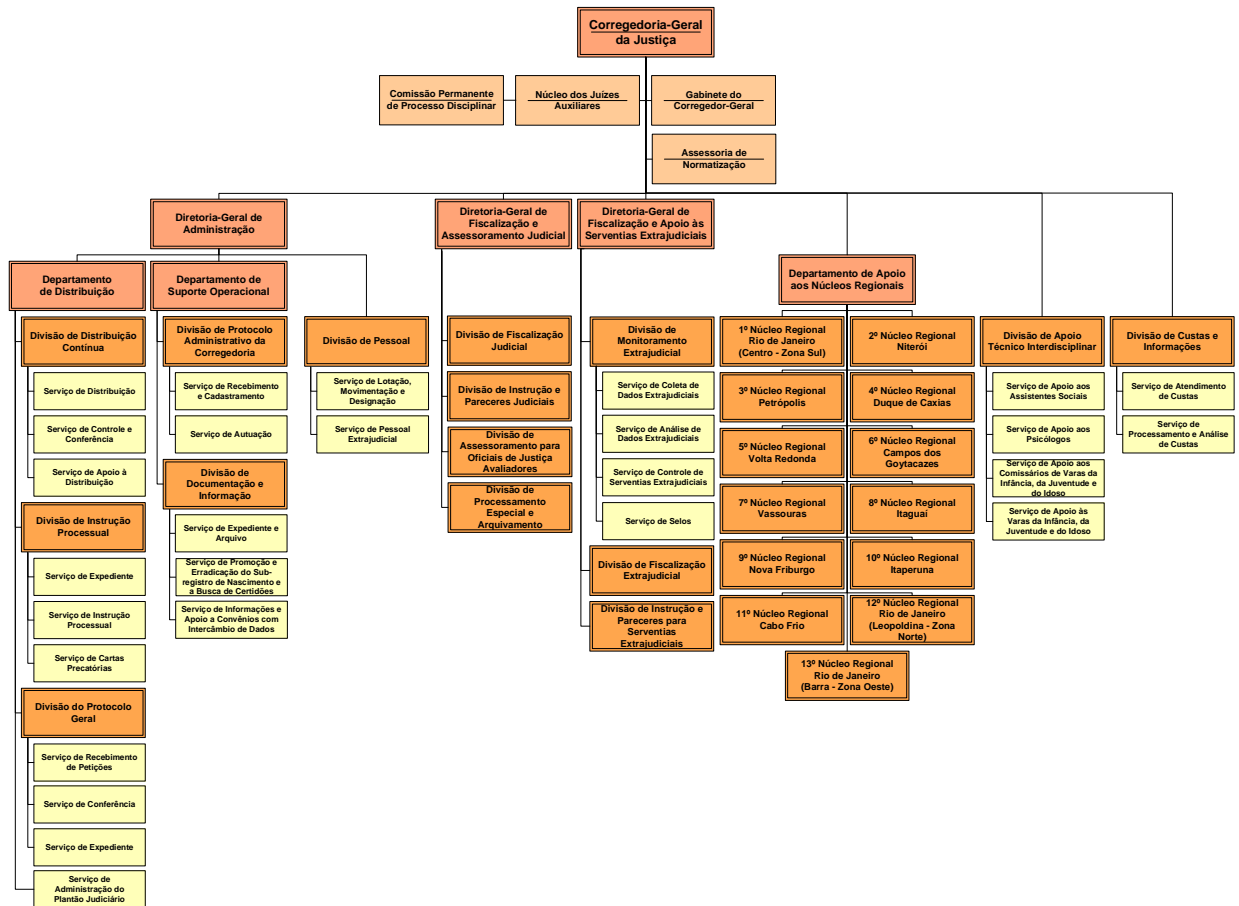 Corregedoria-Geral
da Justiça
Comissão Permanente
de Processo Disciplinar
Núcleo dos Juízes
Auxiliares
Gabinete do
Corregedor-Geral
Assessoria de
Normatização
Diretoria-Geral de
Administração
Diretoria-Geral de
Fiscalização e
Assessoramento Judicial
Diretoria-Geral de
Fiscalização e Apoio às
Serventias Extrajudiciais
Departamento
de Distribuição
Departamento de
Suporte Operacional
Departamento de Apoio
aos Núcleos Regionais
Divisão de Distribuição
Contínua
Serviço de Distribuição
Serviço de Controle e
Conferência
Serviço de Apoio à
Distribuição
Divisão de Instrução
Processual
Serviço de Expediente
Serviço de Instrução
Processual
Serviço de Cartas
Precatórias
Divisão do Protocolo
Geral
Serviço de Recebimento
de Petições
Serviço de Conferência
Serviço de Expediente
Serviço de
Administração do
Plantão Judiciário
Divisão de Protocolo
Administrativo da
Corregedoria
Serviço de Recebimento
e Cadastramento
Serviço de Autuação
Divisão de
Documentação e
Informação
Serviço de Expediente e
Arquivo
Serviço de Promoção e
Erradicação do Sub-
registro de Nascimento e
a Busca de Certidões
Serviço de Informações e
Apoio a Convênios com
Intercâmbio de Dados
Divisão de Pessoal
Serviço de Lotação,
Movimentação e
Designação
Serviço de Pessoal
Extrajudicial
Divisão de Fiscalização
Judicial
Divisão de Instrução e
Pareceres Judiciais
Divisão de
Assessoramento para
Oficiais de Justiça
Avaliadores
Divisão de
Processamento
Especial e
Arquivamento
Divisão de
Monitoramento
Extrajudicial
Serviço de Coleta de
Dados Extrajudiciais
Serviço de Análise de
Dados Extrajudiciais
Serviço de Controle de
Serventias Extrajudiciais
Serviço de Selos
Divisão de Fiscalização
Extrajudicial
Divisão de Instrução e
Pareceres para
Serventias
Extrajudiciais
1º Núcleo Regional
Rio de Janeiro
(Centro - Zona Sul)
2º Núcleo Regional
Niterói
3º Núcleo Regional
Petrópolis
4º Núcleo Regional
Duque de Caxias
5º Núcleo Regional
Volta Redonda
6º Núcleo Regional
Campos dos
Goytacazes
7º Núcleo Regional
Vassouras
8º Núcleo Regional
Itaguaí
9º Núcleo Regional
Nova Friburgo
10º Núcleo Regional
Itaperuna
11º Núcleo Regional
Cabo Frio
12º Núcleo Regional
Rio de Janeiro
(Leopoldina - Zona
Norte)
13º Núcleo Regional
Rio de Janeiro
(Barra - Zona Oeste)
Divisão de Apoio
Técnico Interdisciplinar
Serviço de Apoio aos
Assistentes Sociais
Serviço de Apoio aos
Psicólogos
Serviço de Apoio aos
Comissários de Varas da
Infância, da Juventude e
do Idoso
Serviço de Apoio às
Varas da Infância, da
Juventude e do Idoso
Divisão de Custas e
Informações
Serviço de Atendimento
de Custas
Serviço de
Processamento e Análise
de Custas